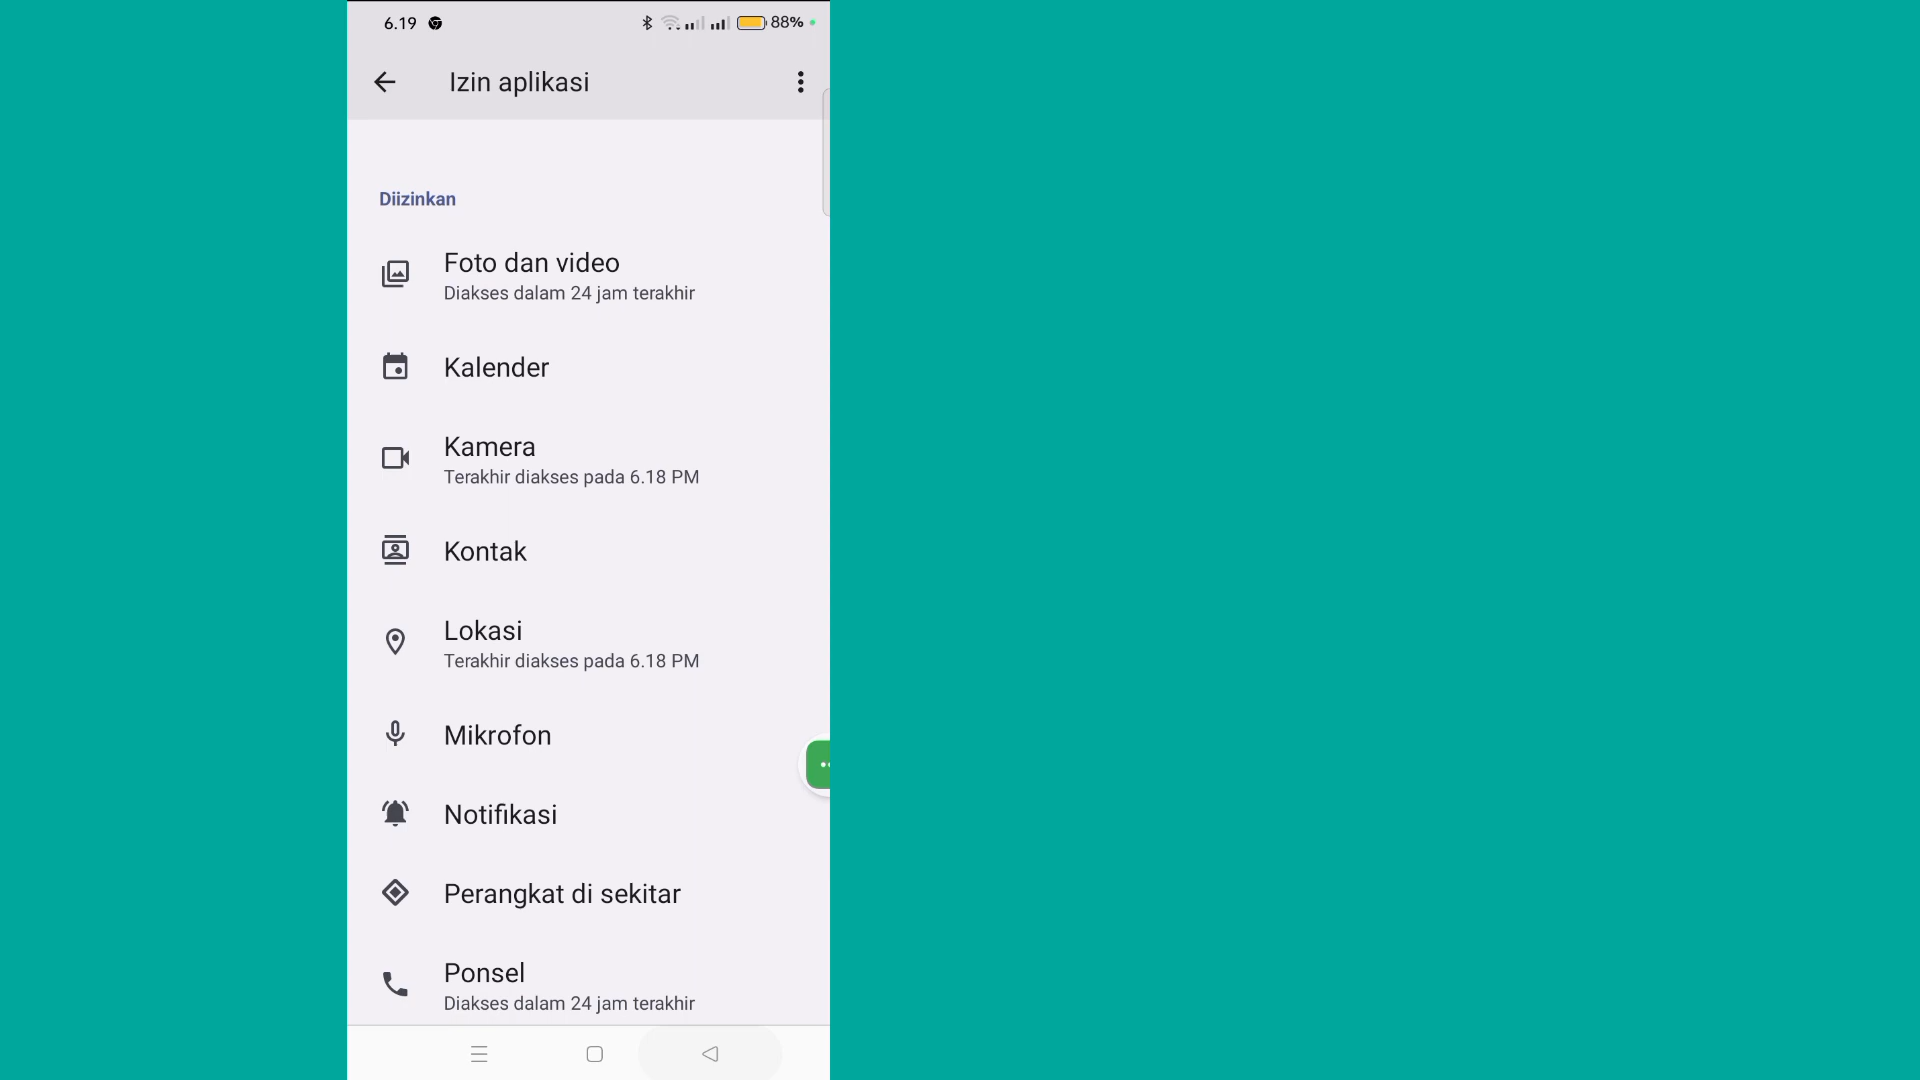 6.19
88%
Izin aplikasi
Diizinkan
Foto dan video
Diakses dalam 24 jam terakhir
Kalender
Kamera
Terakhir diakses pada 6.18 PM
Kontak
Lokasi
Terakhir diakses pada 6.18 PM
Mikrofon
Notifikasi
Perangkat di sekitar
Ponsel
Diakses dalam 24 jam terakhir